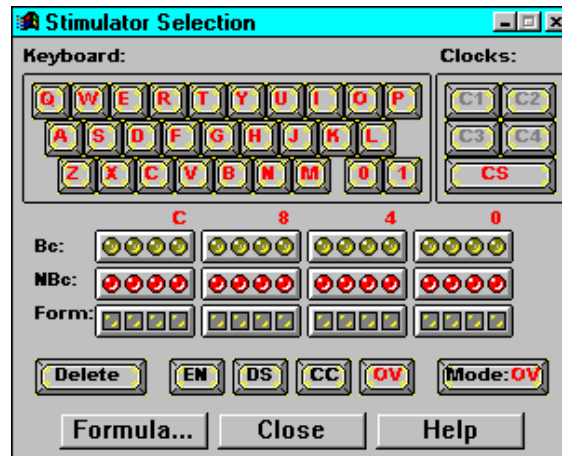 Stimulator Selection
Keyboard: Clocks:
Q W E R T Y U I O P C1 C2
A S D F G H J K L C3 C4
Z X C V B N M 0 1 CS
C 8 4 0
Bc:
NBc:
Form:
Delete EN DS CC OV Mode:OV
Formula... Close Help